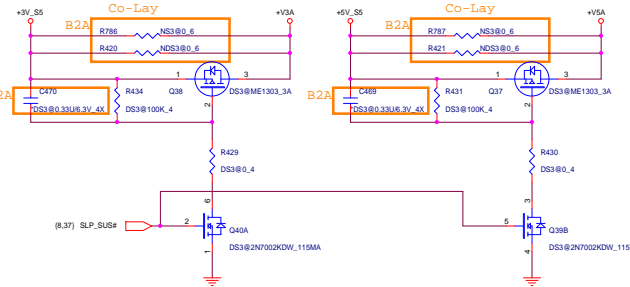 Co-Lay
Co-Lay
+3V_S5
B2A
+V3A
+5V_S5
B2A
+V5A
R786
NS3@0_6
R787
NS3@0_6
R420
NDS3@0_6
R421
NDS3@0_6
1
3
1
3
B2A
C470
R434
Q38
DS3@ME1303_3A
B2A
C469
R431
Q37
DS3@ME1303_3A
*DS3@0.33U/6.3V_4X
DS3@100K_4
2
*DS3@0.33U/6.3V_4X
DS3@100K_4
2
R429
R430
DS3@0_4
DS3@0_4
6
3
(8,37) SLP_SUS#
2
Q40A
5
Q39B
DS3@2N7002KDW_115MA
DS3@2N7002KDW_115
1
4